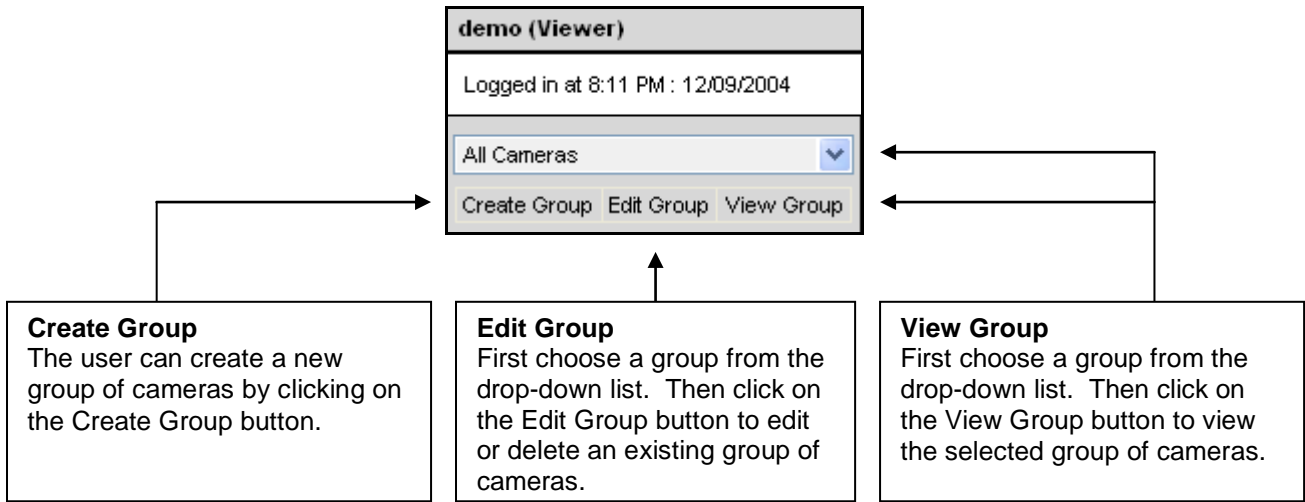 demo (Viewer)
Logged in at 8:11 PM : 12/09/2004
All Cameras
Create Group Edit Group View Group
Create Group
The user can create a new
group of cameras by clicking on
the Create Group button.
Edit Group
First choose a group from the
drop-down list. Then click on
the Edit Group button to edit
or delete an existing group of
cameras.
View Group
First choose a group from the
drop-down list. Then click on
the View Group button to view
the selected group of cameras.